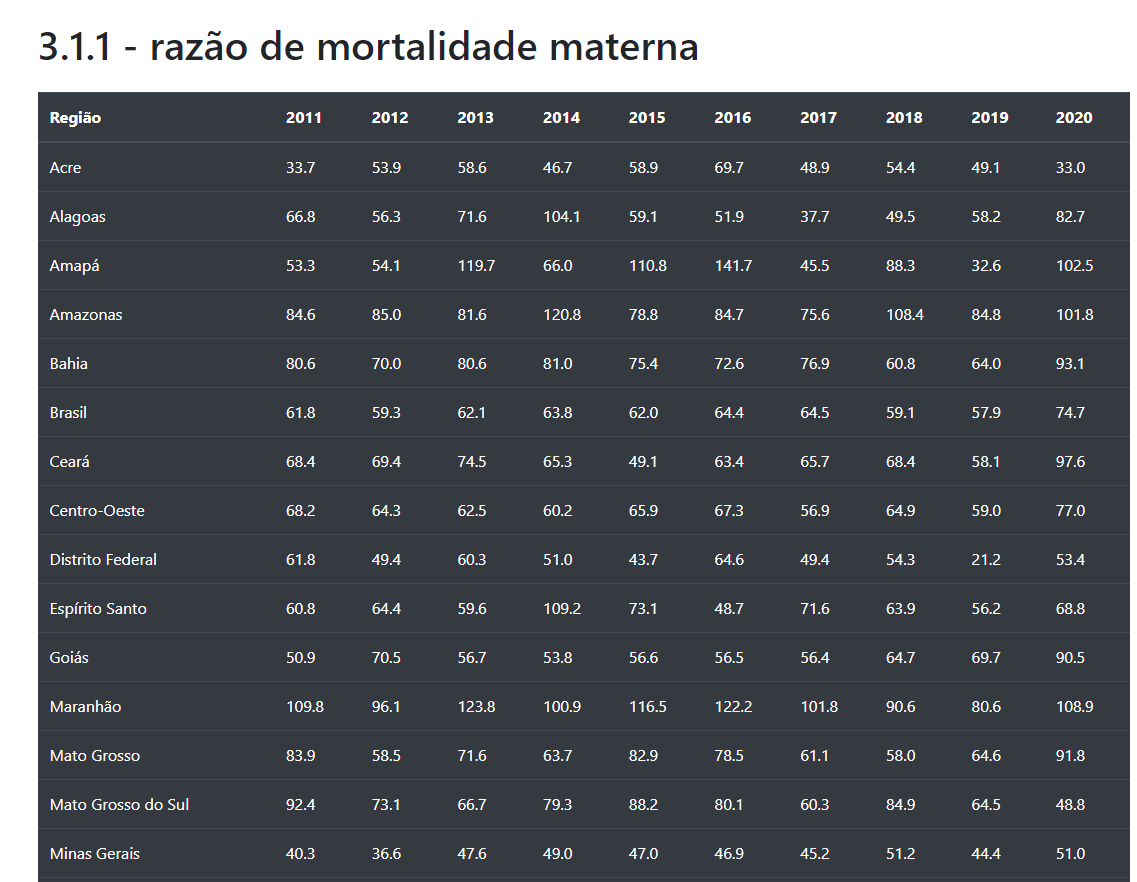 3.1.1 - razão de mortalidade materna
Região 2011 2012 2013 2014 2015 2016 2017 2018 2019 2020
Acre 33.7 53.9 58.6 46.7 58.9 69.7 48.9 54.4 49.1 33.0
Alagoas 66.8 56.3 71.6 104.1 59.1 51.9 37.7 49.5 58.2 82.7
Amapá 53.3 54.1 119.7 66.0 110.8 141.7 45.5 88.3 32.6 102.5
Amazonas 84.6 85.0 81.6 120.8 78.8 84.7 75.6 108.4 84.8 101.8
Bahia 80.6 70.0 80.6 81.0 75.4 72.6 76.9 60.8 64.0 93.1
Brasil 61.8 59.3 62.1 63.8 62.0 64.4 64.5 59.1 57.9 74.7
Ceará 68.4 69.4 74.5 65.3 49.1 63.4 65.7 68.4 58.1 97.6
Centro-Oeste 68.2 64.3 62.5 60.2 65.9 67.3 56.9 64.9 59.0 77.0
Distrito Federal 61.8 49.4 60.3 51.0 43.7 64.6 49.4 54.3 21.2 53.4
Espírito Santo 60.8 64.4 59.6 109.2 73.1 48.7 71.6 63.9 56.2 68.8
Goiás 50.9 70.5 56.7 53.8 56.6 56.5 56.4 64.7 69.7 90.5
Maranhão 109.8 96.1 123.8 100.9 116.5 122.2 101.8 90.6 80.6 108.9
Mato Grosso 83.9 58.5 71.6 63.7 82.9 78.5 61.1 58.0 64.6 91.8
Mato Grosso do Sul 92.4 73.1 66.7 79.3 88.2 80.1 60.3 84.9 64.5 48.8
Minas Gerais 40.3 36.6 47.6 49.0 47.0 46.9 45.2 51.2 44.4 51.0